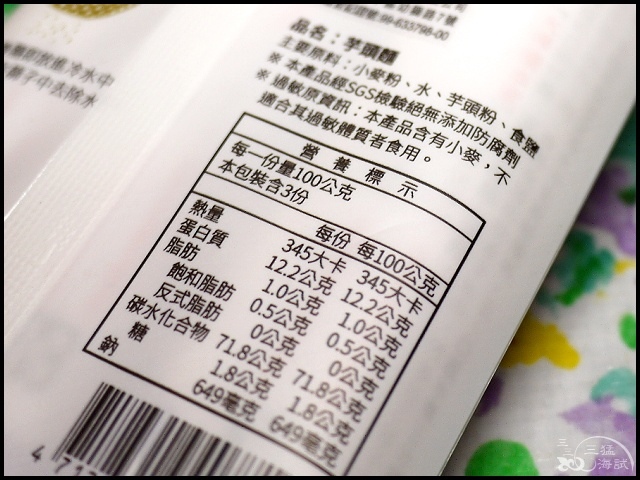 品名：芋頭麵
主要原料：小麥粉、水、芋頭粉、食鹽
※ 本產品經SGS檢驗絕無添加防腐劑
※ 過敏原資訊：本產品含有小麥，不
適合其過敏體質者食用。
營養標示
每一份量100公克
本包裝含3份
每份 每100公克
熱量 345大卡 345大卡
蛋白質 12.2公克 12.2公克
脂肪 1.0公克 1.0公克
飽和脂肪 0.5公克 0.5公克
反式脂肪 0公克 0公克
碳水化合物 71.8公克 71.8公克
糖 1.8公克 1.8公克
鈉 649毫克 649毫克